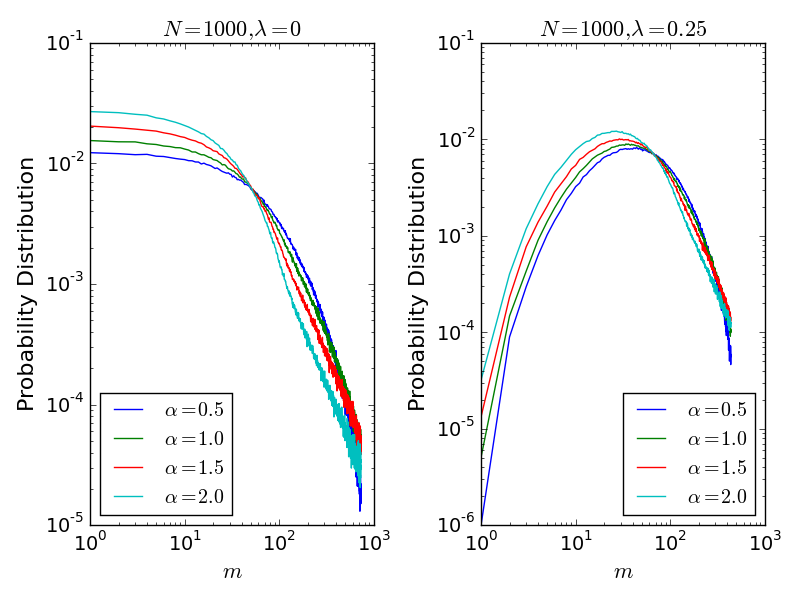 N=1000,λ=0
Probability Distribution
10^-1
10^-2
10^-3
10^-4
10^-5
10^0
10^1
10^2
10^3
m
α=0.5
α=1.0
α=1.5
α=2.0
N=1000,λ=0.25
Probability Distribution
10^-1
10^-2
10^-3
10^-4
10^-5
10^-6
10^0
10^1
10^2
10^3
m
α=0.5
α=1.0
α=1.5
α=2.0